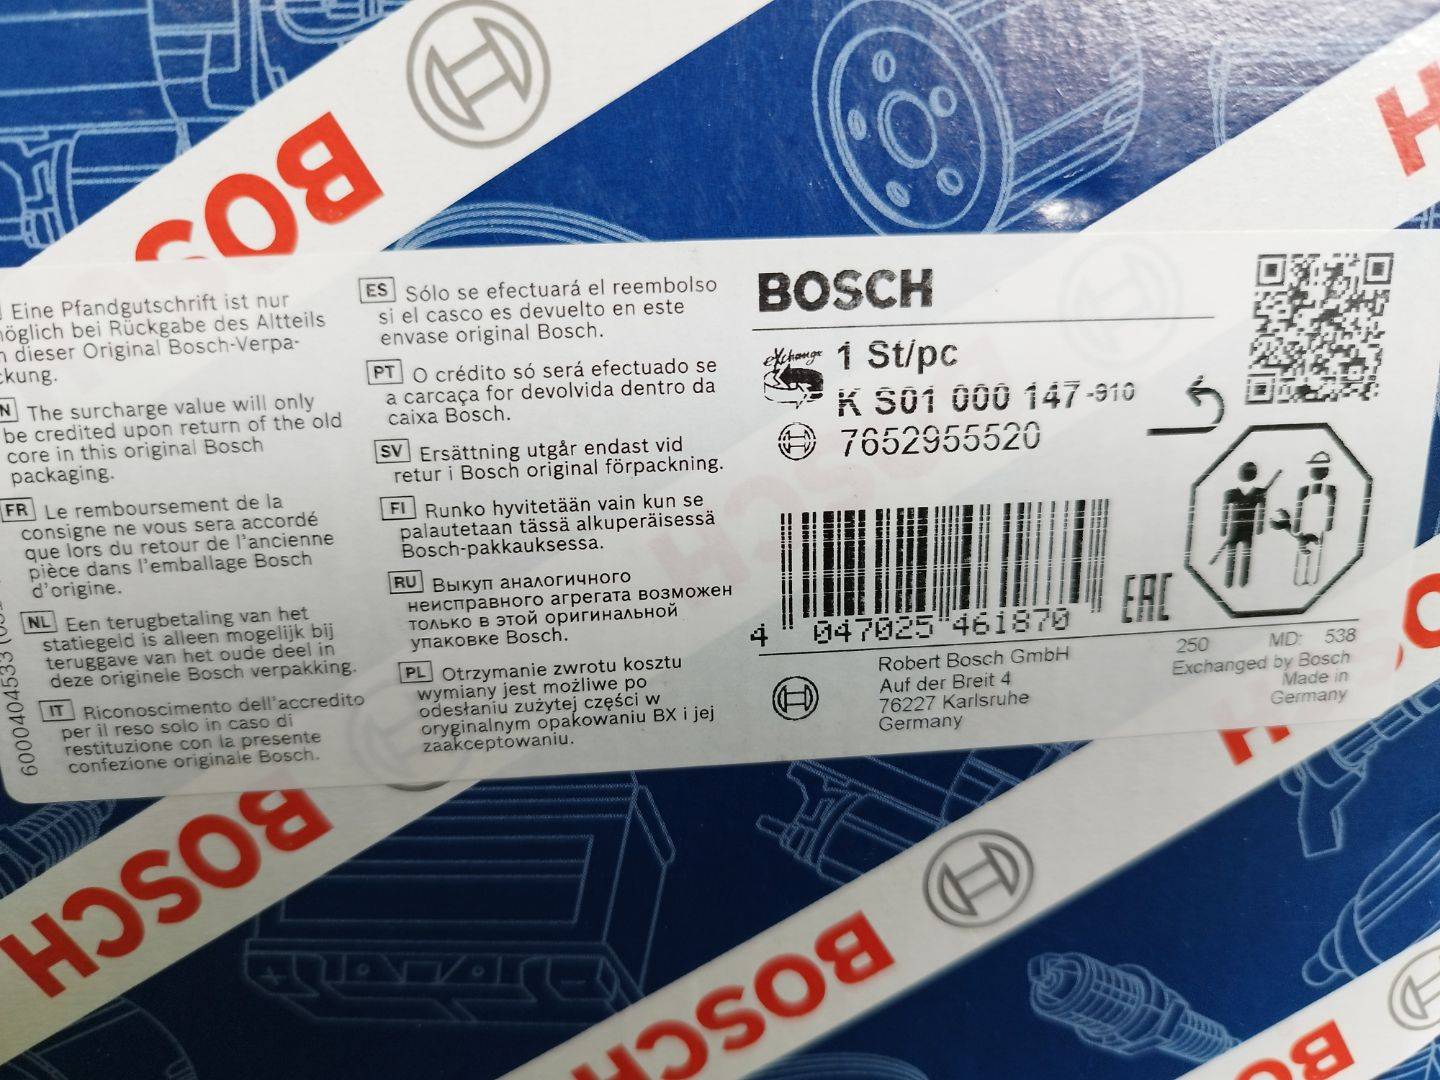 BOSCH
Eine Pfandgutschrift ist nur
möglich bei Rückgabe des Altteils
dieser Original Bosch-Verpa-
ckung.
The surcharge value will only
be credited upon return of the old
core in this original Bosch
packaging.
FR Le remboursement de la
consigne ne vous sera accordé
que lors du retour de l'ancienne
pièce dans l'emballage Bosch
d'origine.
NL Een terugbetaling van het
statiegeld is alleen mogelijk bij
teruggave van het oude deel in
deze originele Bosch verpakking.
IT Riconoscimento dell'accredito
per il reso solo in caso di
restituzione con la presente
confezione originale Bosch.
ES Sólo se efectuará el reembolso
si el casco es devuelto en este
envase original Bosch.
PT O crédito só será efectuado se
a carcaça for devolvida dentro da
caixa Bosch.
SV Ersättning utgår endast vid
retur i Bosch original förpackning.
FI Runko hyvitetään vain kun se
palautetaan tässä alkuperäisessä
Bosch-pakkauksessa.
RU Выкуп аналогичного
неисправного агрегата возможен
только в этой оригинальной
упаковке Bosch.
PL Otrzymanie zwrotu kosztu
wymiany jest możliwe po
odesłaniu zużytej części w
oryginalnym opakowaniu BX i jej
zaakceptowaniu.
BOSCH
exchange
1 St/pc
K S01 000 147-910
7652955520
4 047025 461870
EAC
Robert Bosch GmbH
Auf der Breit 4
76227 Karlsruhe
Germany
250 MD: 538
Exchanged by Bosch
Made in
Germany
BOSCH
BOSCH